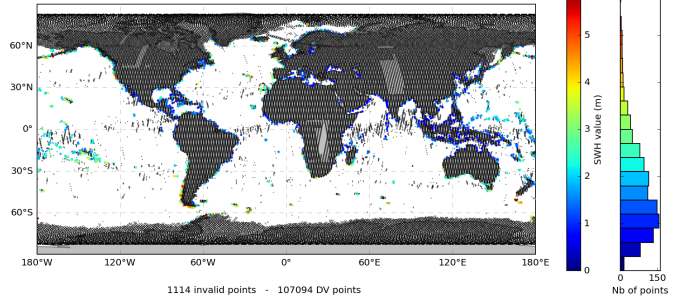 60°N
30°N
0°
30°S
60°S
180°W
120°W
60°W
0°
60°E
120°E
180°E
1114 invalid points - 107094 DV points
5
4
3
2
1
0
SWH value (m)
0
150
Nb of points